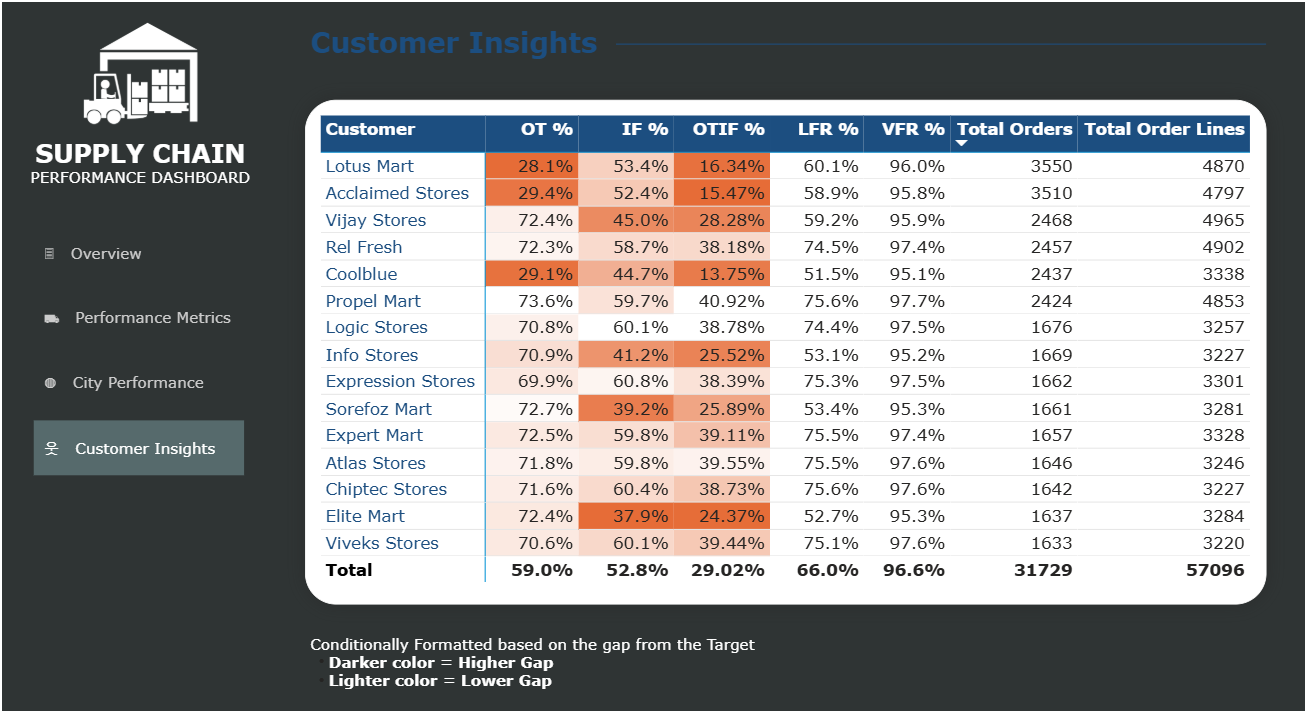 SUPPLY CHAIN
PERFORMANCE DASHBOARD
Overview
Performance Metrics
City Performance
Customer Insights
Customer Insights
Customer OT % IF % OTIF % LFR % VFR % Total Orders Total Order Lines
Lotus Mart 28.1% 53.4% 16.34% 60.1% 96.0% 3550 4870
Acclaimed Stores 29.4% 52.4% 15.47% 58.9% 95.8% 3510 4797
Vijay Stores 72.4% 45.0% 28.28% 59.2% 95.9% 2468 4965
Rel Fresh 72.3% 58.7% 38.18% 74.5% 97.4% 2457 4902
Coolblue 29.1% 44.7% 13.75% 51.5% 95.1% 2437 3338
Propel Mart 73.6% 59.7% 40.92% 75.6% 97.7% 2424 4853
Logic Stores 70.8% 60.1% 38.78% 74.4% 97.5% 1676 3257
Info Stores 70.9% 41.2% 25.52% 53.1% 95.2% 1669 3227
Expression Stores 69.9% 60.8% 38.39% 75.3% 97.5% 1662 3301
Sorefoz Mart 72.7% 39.2% 25.89% 53.4% 95.3% 1661 3281
Expert Mart 72.5% 59.8% 39.11% 75.5% 97.4% 1657 3328
Atlas Stores 71.8% 59.8% 39.55% 75.5% 97.6% 1646 3246
Chiptec Stores 71.6% 60.4% 38.73% 75.6% 97.6% 1642 3227
Elite Mart 72.4% 37.9% 24.37% 52.7% 95.3% 1637 3284
Viveks Stores 70.6% 60.1% 39.44% 75.1% 97.6% 1633 3220
Total 59.0% 52.8% 29.02% 66.0% 96.6% 31729 57096
Conditionally Formatted based on the gap from the Target
· Darker color = Higher Gap
· Lighter color = Lower Gap